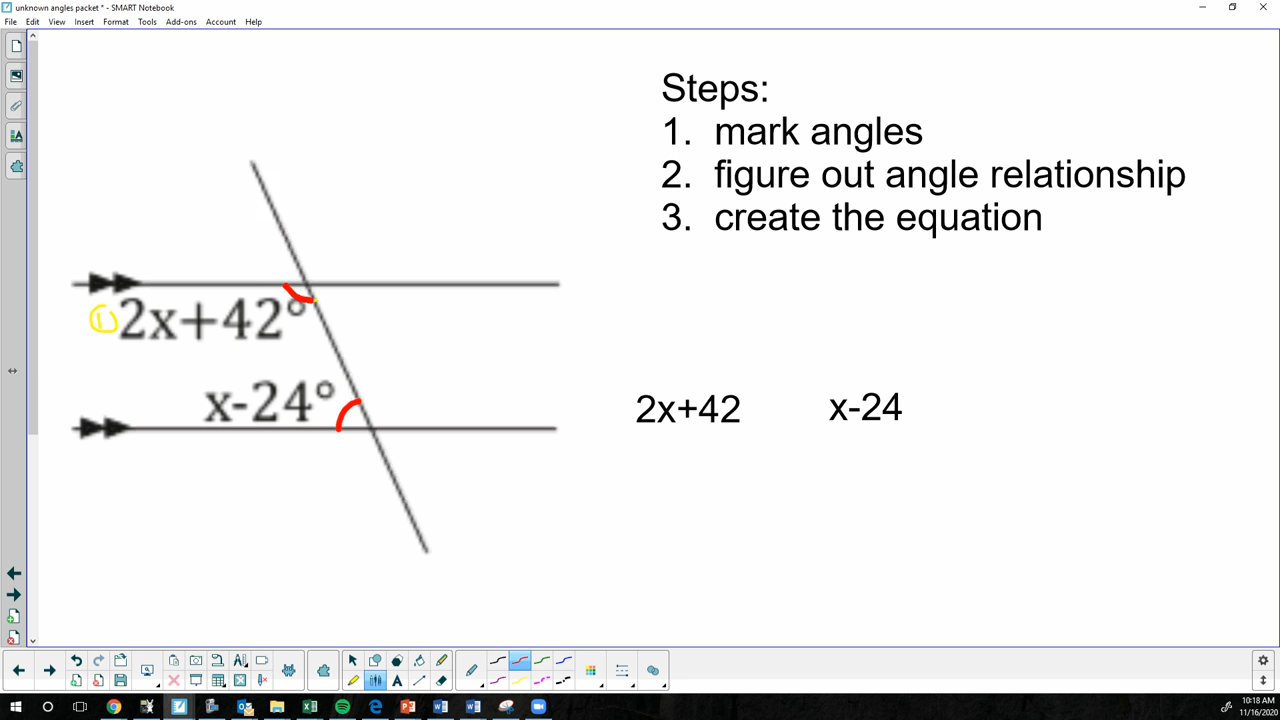 unknown angles packet * - SMART Notebook
File Edit View Insert Format Tools Add-ons Account Help
Steps:
1. mark angles
2. figure out angle relationship
3. create the equation
① 2x+42°
x-24°
2x+42 x-24
10:18 AM
11/16/2020